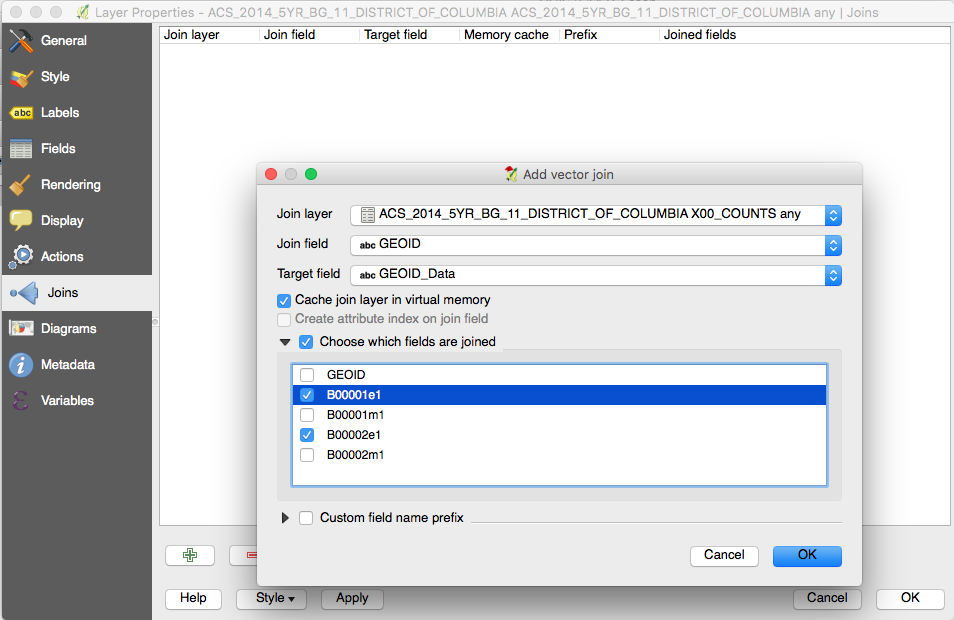 Layer Properties - ACS_2014_5YR_BG_11_DISTRICT_OF_COLUMBIA ACS_2014_5YR_BG_11_DISTRICT_OF_COLUMBIA any | Joins
General
Style
abc Labels
Fields
Rendering
Display
Actions
Joins
Diagrams
Metadata
Variables
Join layer Join field Target field Memory cache Prefix Joined fields
Add vector join
Join layer ACS_2014_5YR_BG_11_DISTRICT_OF_COLUMBIA X00_COUNTS any
Join field abc GEOID
Target field abc GEOID_Data
Cache join layer in virtual memory
Create attribute index on join field
Choose which fields are joined
GEOID
B00001e1
B00001m1
B00002e1
B00002m1
Custom field name prefix
Cancel OK
Help Style Apply Cancel OK